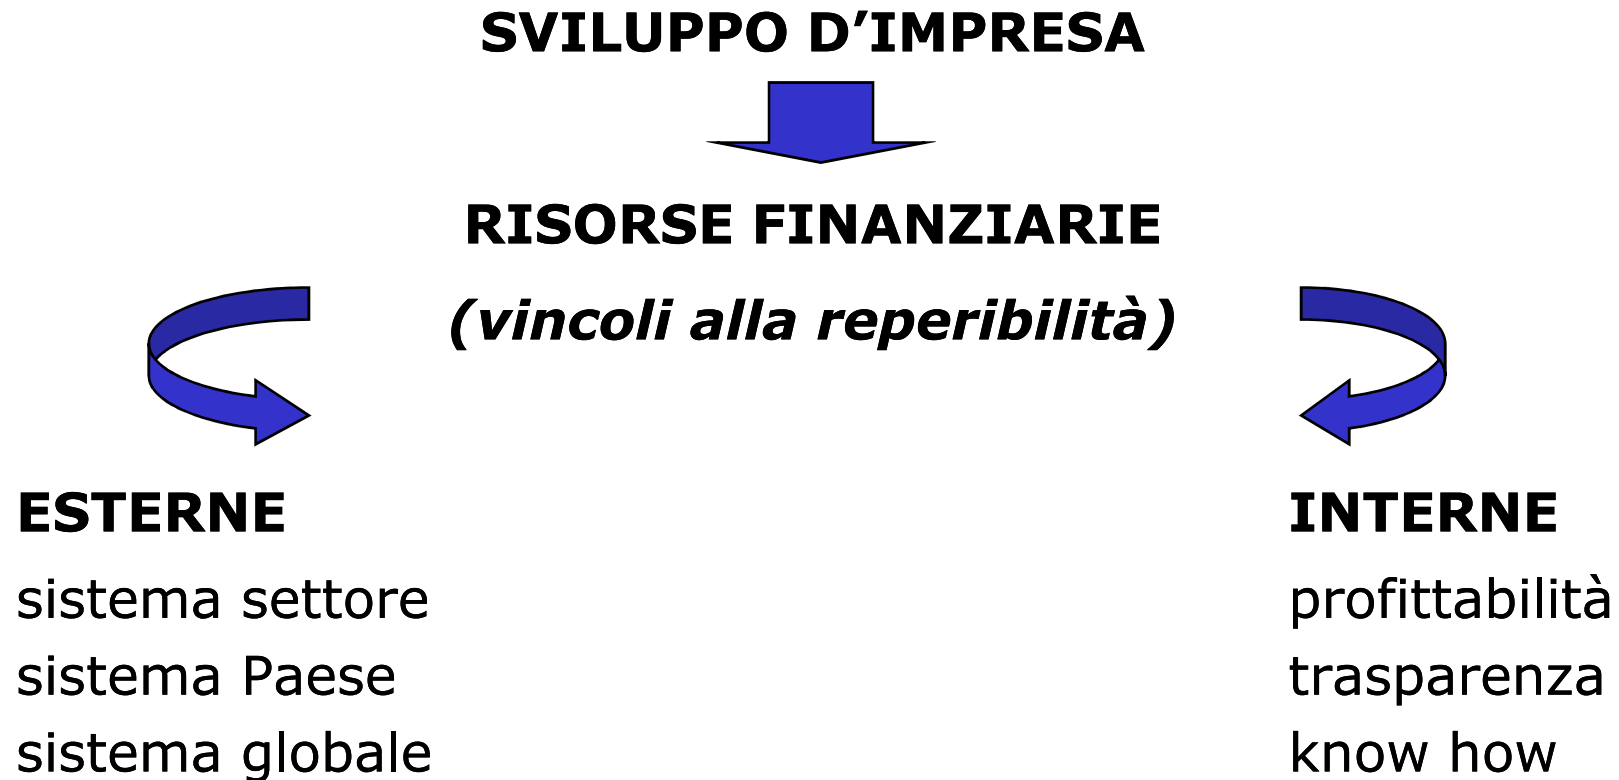 SVILUPPO D’IMPRESA
RISORSE FINANZIARIE
(vincoli alla reperibilità)
ESTERNE
sistema settore
sistema Paese
sistema globale
INTERNE
profittabilità
trasparenza
know how